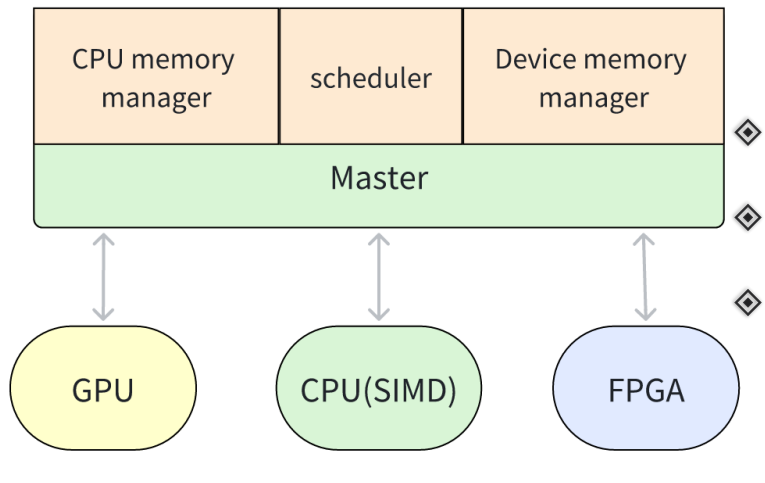 CPU memory
manager
scheduler
Device memory
manager
Master
GPU
CPU(SIMD)
FPGA